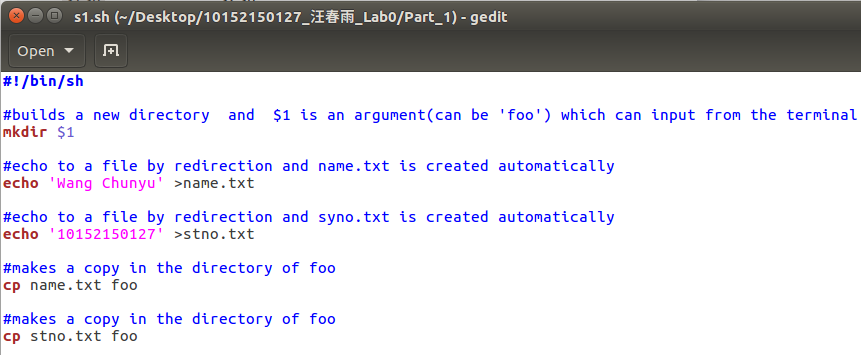 s1.sh (~/Desktop/10152150127_汪春雨_Lab0/Part_1) - gedit
Open
#!/bin/sh
#builds a new directory  and  $1 is an argument(can be 'foo') which can input from the terminal
mkdir $1
#echo to a file by redirection and name.txt is created automatically
echo 'Wang Chunyu' >name.txt
#echo to a file by redirection and syno.txt is created automatically
echo '10152150127' >stno.txt
#makes a copy in the directory of foo
cp name.txt foo
#makes a copy in the directory of foo
cp stno.txt foo